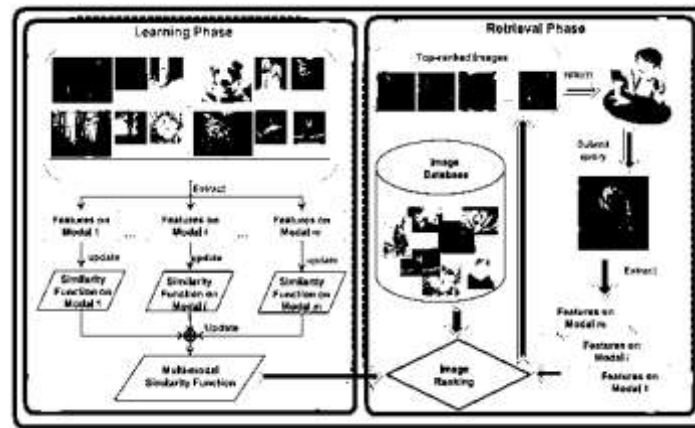 Learning Phase
Extract
Features on
Modal 1
...
Features on
Modal i
...
Features on
Modal m
update
update
update
Similarity
Function on
Modal 1
Similarity
Function on
Modal i
Similarity
Function on
Modal m
Update
Multi-modal
Similarity Function
Retrieval Phase
Top-ranked Images
Return
Submit
query
Image
Database
Extract
Features on
Modal m
Features on
Modal i
Features on
Modal 1
Image
Ranking